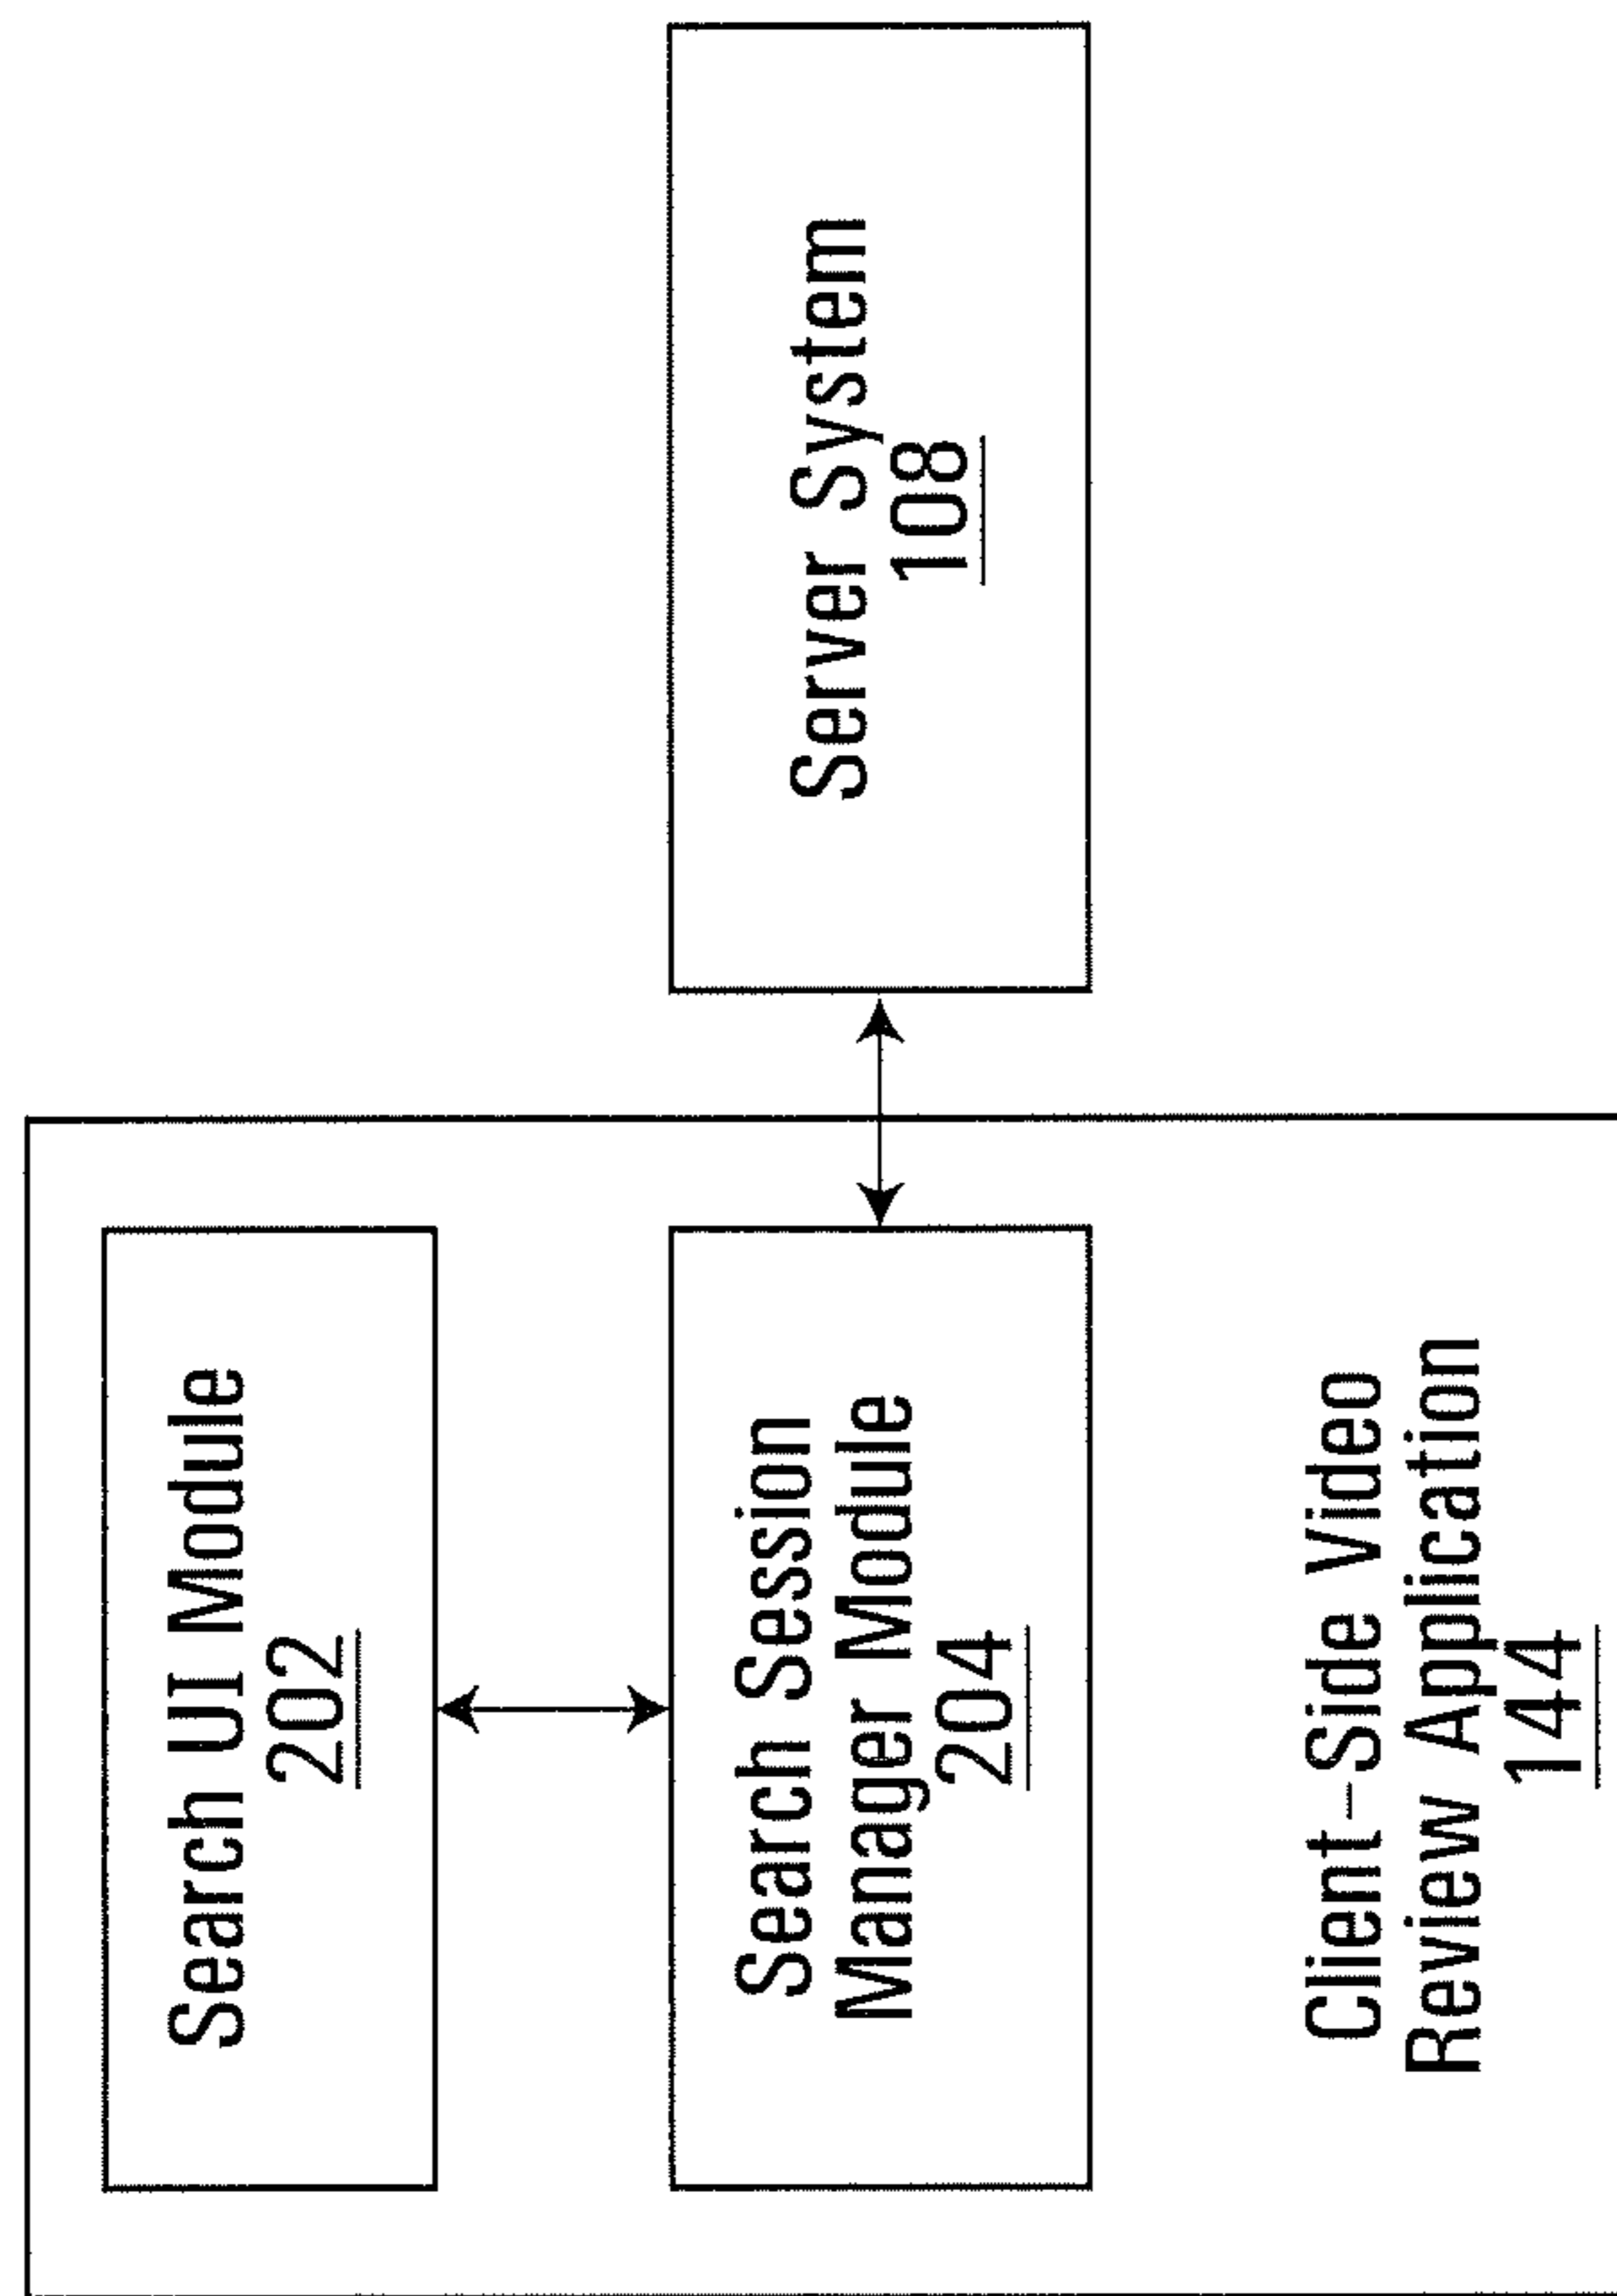 Search UI Module
202
Search Session
Manager Module
204
Client-Side Video
Review Application
144
Server System
108